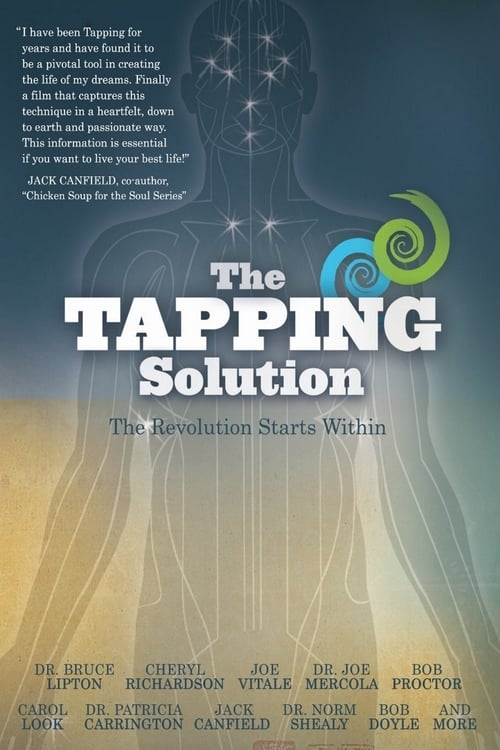 “I have been Tapping for
years and have found it to
be a pivotal tool in creating
the life of my dreams. Finally
a film that captures this
technique in a heartfelt, down
to earth and passionate way.
This information is essential
if you want to live your best life!”
JACK CANFIELD, co-author,
“Chicken Soup for the Soul Series”
The
TAPPING
Solution
The Revolution Starts Within
DR. BRUCE LIPTON CHERYL RICHARDSON JOE VITALE DR. JOE MERCOLA BOB PROCTOR
CAROL LOOK DR. PATRICIA CARRINGTON JACK CANFIELD DR. NORM SHEALY BOB DOYLE AND MORE